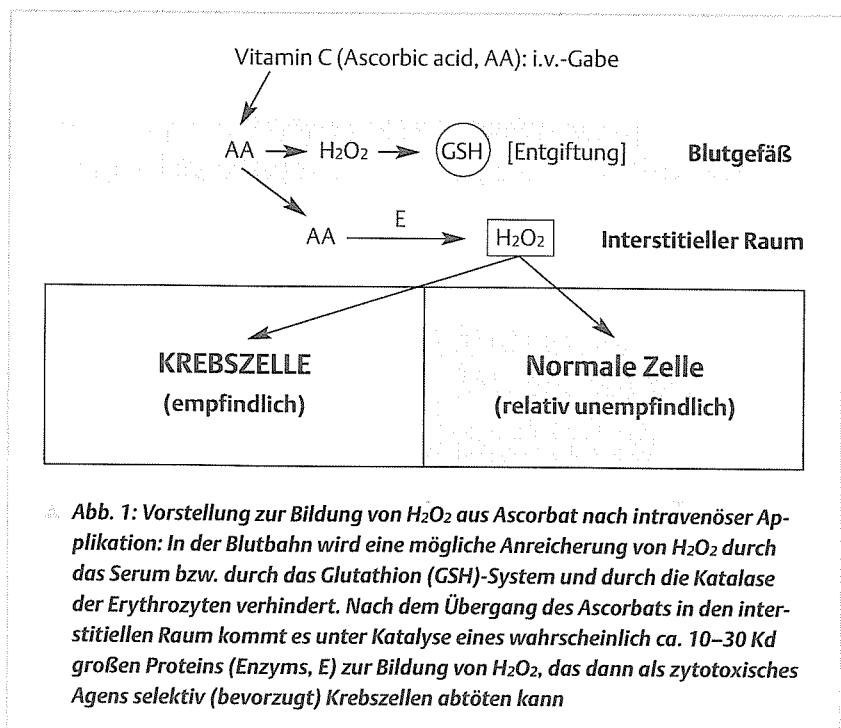 Vitamin C (Ascorbic acid, AA): i.v.-Gabe
AA H₂O₂ GSH [Entgiftung] Blutgefäß
E
AA H₂O₂ Interstitieller Raum
KREBSZELLE Normale Zelle
(empfindlich) (relativ unempfindlich)
Abb. 1: Vorstellung zur Bildung von H₂O₂ aus Ascorbat nach intravenöser Ap-
plikation: In der Blutbahn wird eine mögliche Anreicherung von H₂O₂ durch
das Serum bzw. durch das Glutathion (GSH)-System und durch die Katalase
der Erythrozyten verhindert. Nach dem Übergang des Ascorbats in den inter-
stitiellen Raum kommt es unter Katalyse eines wahrscheinlich ca. 10–30 Kd
großen Proteins (Enzyms, E) zur Bildung von H₂O₂, das dann als zytotoxisches
Agens selektiv (bevorzugt) Krebszellen abtöten kann